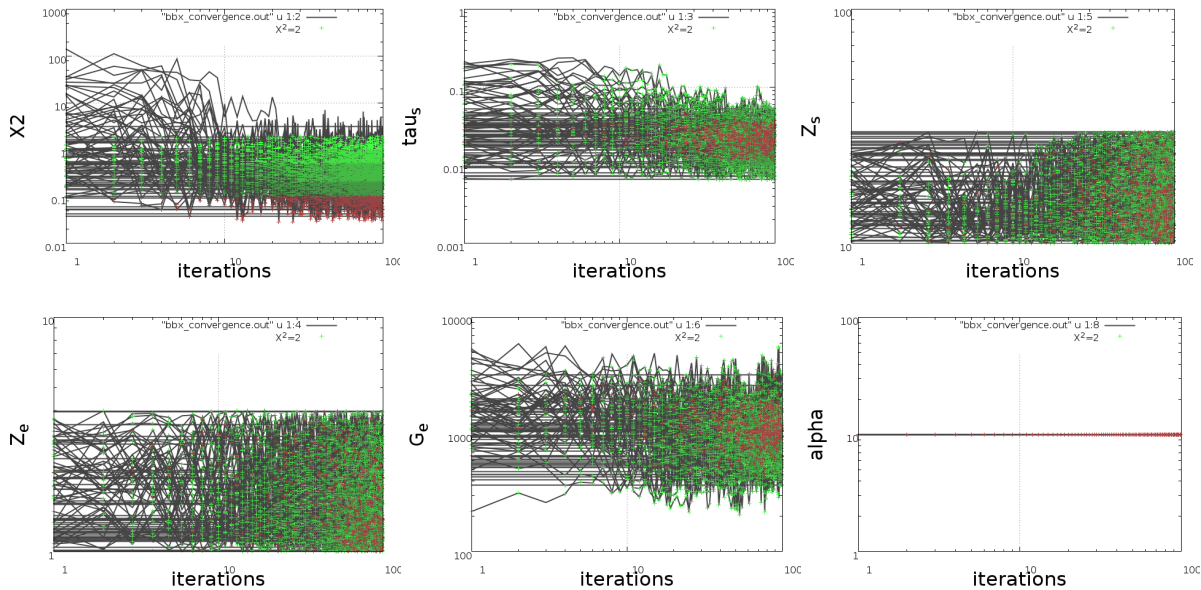 "bbx_convergence.out" u 1:2
X²=2
1000
100
10
1
0.1
0.01
X2
1
10
100
iterations
"bbx_convergence.out" u 1:3
X²=2
1
0.1
0.01
0.001
taus
1
10
100
iterations
"bbx_convergence.out" u 1:5
X²=2
100
10
Zs
1
10
100
iterations
"bbx_convergence.out" u 1:4
X²=2
10
1
Ze
1
10
100
iterations
"bbx_convergence.out" u 1:6
X²=2
10000
1000
100
Ge
1
10
100
iterations
"bbx_convergence.out" u 1:8
X²=2
100
10
1
alpha
1
10
100
iterations